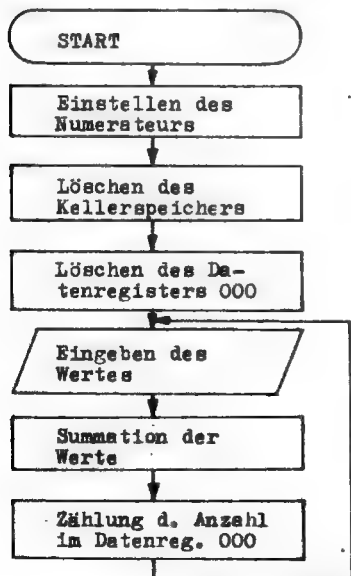 START
Einstellen des
Numerateurs
Löschen des
Kellerspeichers
Löschen des Da-
tenregisters 000
Eingeben des
Wertes
Summation der
Werte
Zählung d. Anzahl
im Datenreg. 000